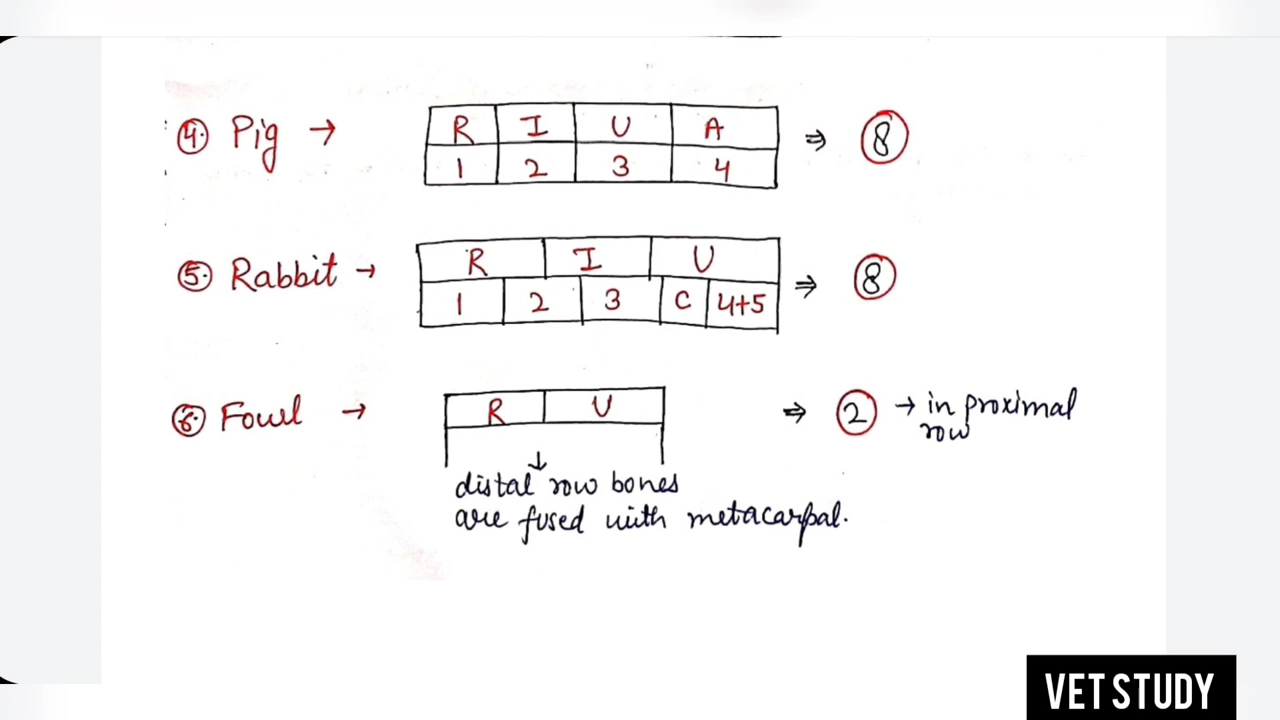 4. Pig → R I U A ⇒ 8
1 2 3 4
5. Rabbit → R I U ⇒ 8
1 2 3 C 4+5
6. Fowl → R U ⇒ 2 → in proximal
row
↓
distal row bones
are fused with metacarpal.
VET STUDY